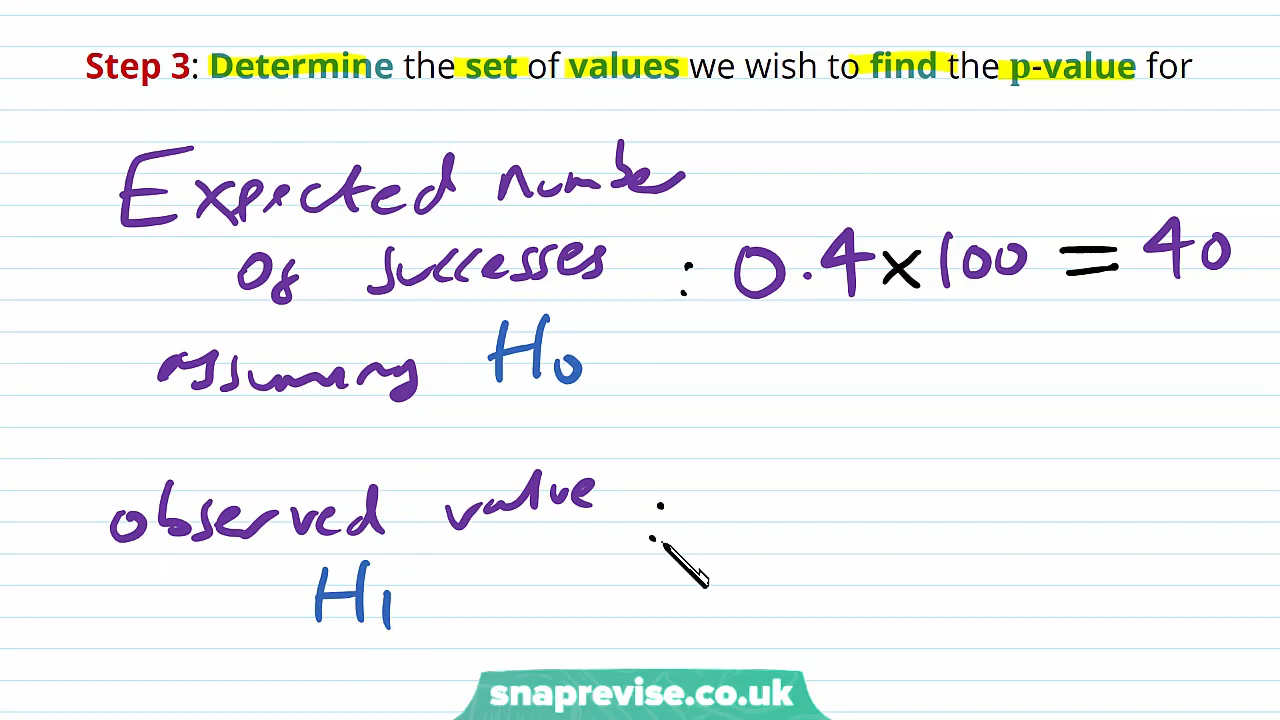 Step 3: Determine the set of values we wish to find the p-value for
Expected number
of successes : 0.4 × 100 = 40
assuming H₀
observed value :
H₁
snaprevise.co.uk